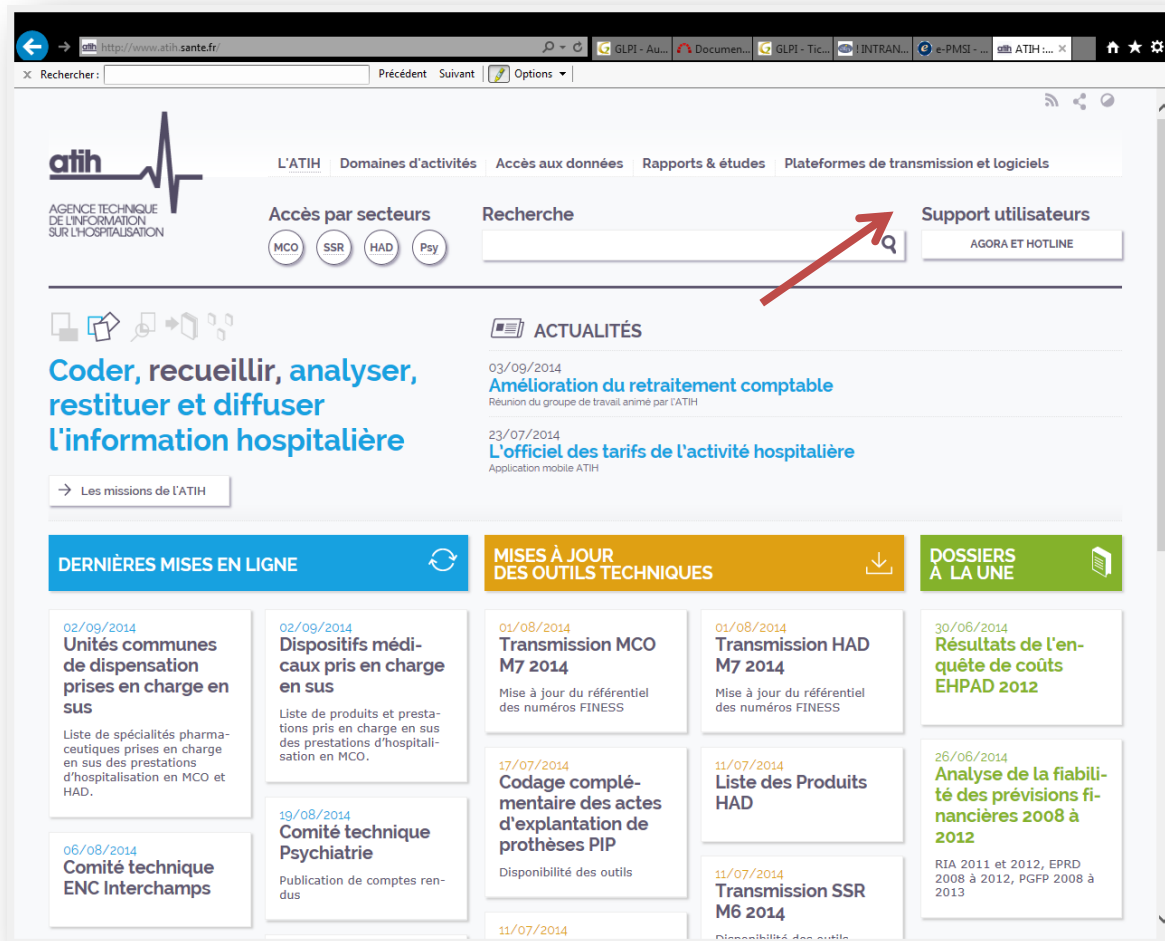 http://www.atih.sante.fr/
GLPI - Au...
Documen...
GLPI - Tic...
! INTRAN...
e-PMSI - ...
ATIH :...
x Rechercher :
Précédent Suivant
Options
atih
AGENCE TECHNIQUE
DE L'INFORMATION
SUR L'HOSPITALISATION
L'ATIH
Domaines d'activités
Accès aux données
Rapports & études
Plateformes de transmission et logiciels
Accès par secteurs
MCO
SSR
HAD
Psy
Recherche
Support utilisateurs
AGORA ET HOTLINE
Coder, recueillir, analyser,
restituer et diffuser
l'information hospitalière
→ Les missions de l'ATIH
ACTUALITÉS
03/09/2014
Amélioration du retraitement comptable
Réunion du groupe de travail animé par l'ATIH
23/07/2014
L'officiel des tarifs de l'activité hospitalière
Application mobile ATIH
DERNIÈRES MISES EN LIGNE
02/09/2014
Unités communes
de dispensation
prises en charge en
sus
Liste de spécialités pharma-
ceutiques prises en charge
en sus des prestations
d'hospitalisation en MCO et
HAD.
06/08/2014
Comité technique
ENC Interchamps
02/09/2014
Dispositifs médi-
caux pris en charge
en sus
Liste de produits et presta-
tions pris en charge en sus
des prestations d'hospitali-
sation en MCO.
19/08/2014
Comité technique
Psychiatrie
Publication de comptes ren-
dus
MISES À JOUR
DES OUTILS TECHNIQUES
01/08/2014
Transmission MCO
M7 2014
Mise à jour du référentiel
des numéros FINESS
17/07/2014
Codage complé-
mentaire des actes
d'explantation de
prothèses PIP
Disponibilité des outils
11/07/2014
01/08/2014
Transmission HAD
M7 2014
Mise à jour du référentiel
des numéros FINESS
11/07/2014
Liste des Produits
HAD
11/07/2014
Transmission SSR
M6 2014
Disponibilité des outils
DOSSIERS
À LA UNE
30/06/2014
Résultats de l'en-
quête de coûts
EHPAD 2012
26/06/2014
Analyse de la fiabili-
té des prévisions fi-
nancières 2008 à
2012
RIA 2011 et 2012, EPRD
2008 à 2012, PGFP 2008 à
2013